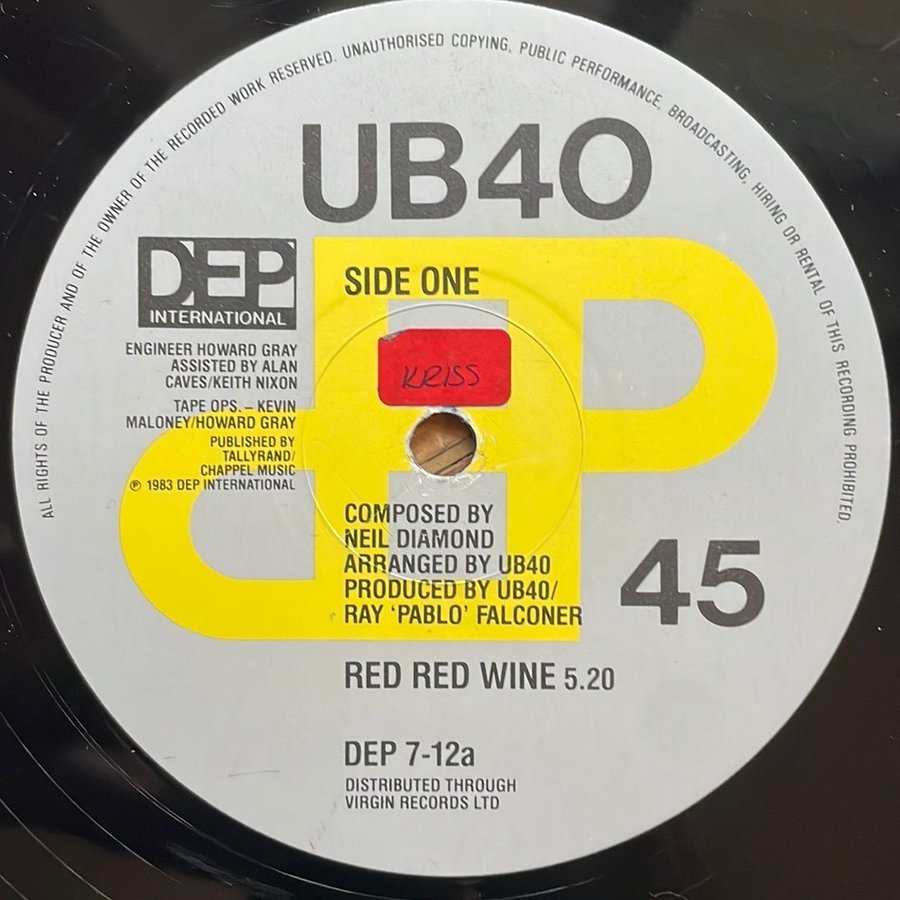 ALL RIGHTS OF THE PRODUCER AND OF THE OWNER OF THE RECORDED WORK RESERVED. UNAUTHORISED COPYING, PUBLIC PERFORMANCE, BROADCASTING, HIRING OR RENTAL OF THIS RECORDING PROHIBITED.
UB40
DEP
INTERNATIONAL
SIDE ONE
KRISS
ENGINEER HOWARD GRAY
ASSISTED BY ALAN
CAVES/KEITH NIXON
TAPE OPS. – KEVIN
MALONEY/HOWARD GRAY
PUBLISHED BY
TALLYRAND/
CHAPPEL MUSIC
℗ 1983 DEP INTERNATIONAL
COMPOSED BY
NEIL DIAMOND
ARRANGED BY UB40
PRODUCED BY UB40/
RAY ‘PABLO’ FALCONER
45
RED RED WINE 5.20
DEP 7-12a
DISTRIBUTED THROUGH
VIRGIN RECORDS LTD